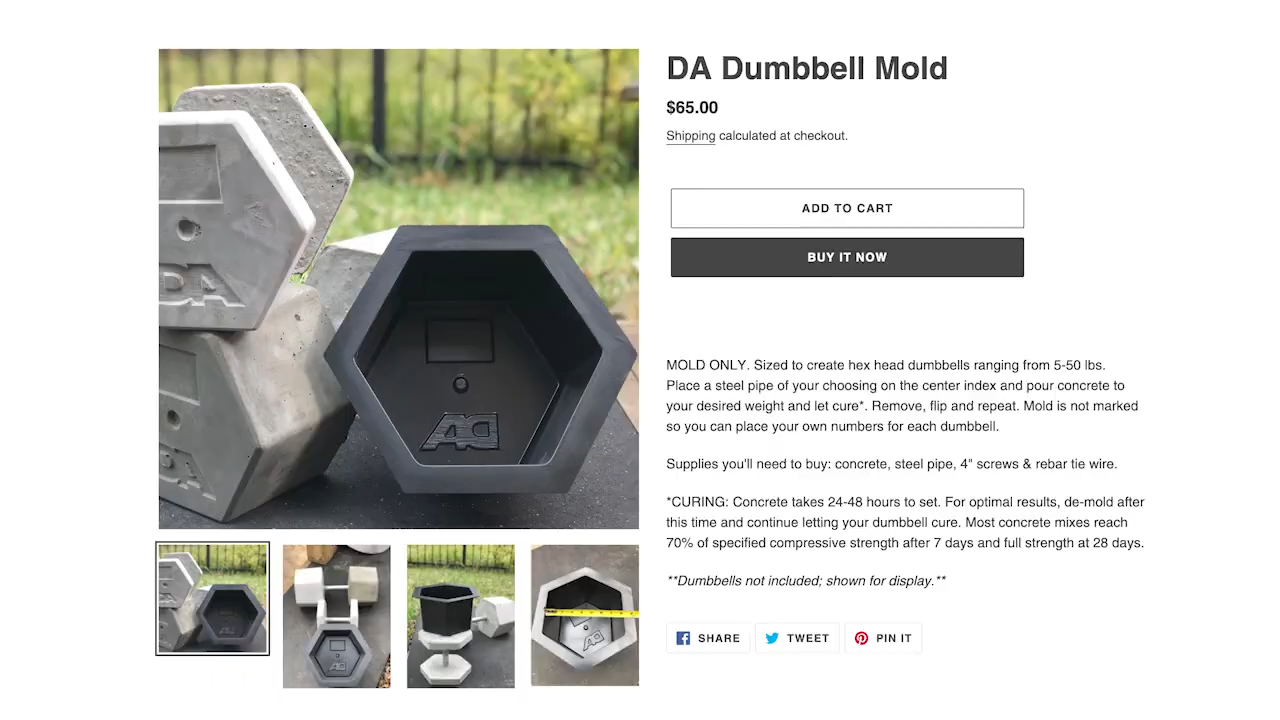 DA Dumbbell Mold
$65.00
Shipping calculated at checkout.
ADD TO CART
BUY IT NOW
MOLD ONLY. Sized to create hex head dumbbells ranging from 5-50 lbs.
Place a steel pipe of your choosing on the center index and pour concrete to
your desired weight and let cure*. Remove, flip and repeat. Mold is not marked
so you can place your own numbers for each dumbbell.
Supplies you'll need to buy: concrete, steel pipe, 4" screws & rebar tie wire.
*CURING: Concrete takes 24-48 hours to set. For optimal results, de-mold after
this time and continue letting your dumbbell cure. Most concrete mixes reach
70% of specified compressive strength after 7 days and full strength at 28 days.
**Dumbbells not included; shown for display.**
SHARE
TWEET
PIN IT
DA
DA